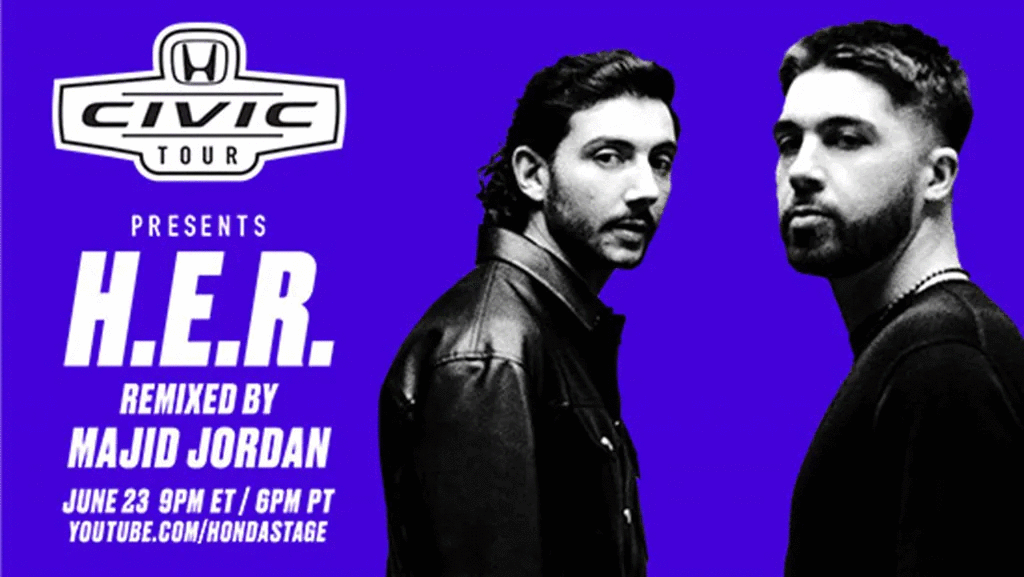 CIVIC
TOUR
PRESENTS
H.E.R.
REMIXED BY
MAJID JORDAN
JUNE 23 9PM ET / 6PM PT
YOUTUBE.COM/HONDASTAGE